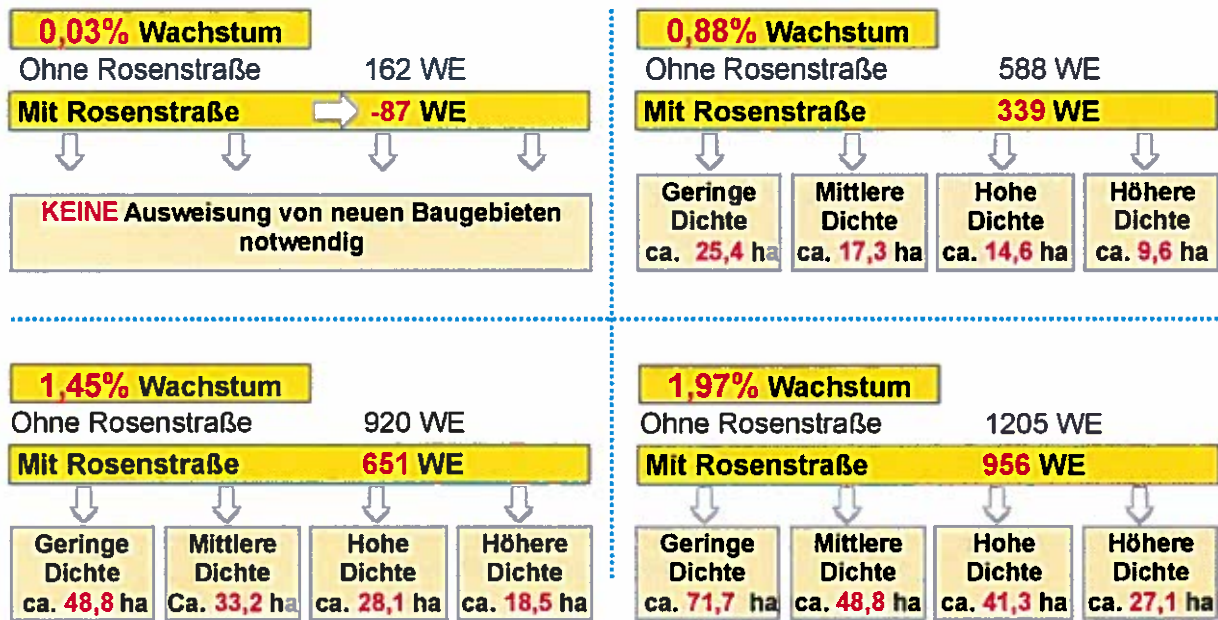 0,03% Wachstum
Ohne Rosenstraße 162 WE
Mit Rosenstraße -87 WE
KEINE Ausweisung von neuen Baugebieten
notwendig
0,88% Wachstum
Ohne Rosenstraße 588 WE
Mit Rosenstraße 339 WE
Geringe
Dichte
ca. 25,4 ha
Mittlere
Dichte
ca. 17,3 ha
Hohe
Dichte
ca. 14,6 ha
Höhere
Dichte
ca. 9,6 ha
1,45% Wachstum
Ohne Rosenstraße 920 WE
Mit Rosenstraße 651 WE
Geringe
Dichte
ca. 48,8 ha
Mittlere
Dichte
Ca. 33,2 ha
Hohe
Dichte
ca. 28,1 ha
Höhere
Dichte
ca. 18,5 ha
1,97% Wachstum
Ohne Rosenstraße 1205 WE
Mit Rosenstraße 956 WE
Geringe
Dichte
ca. 71,7 ha
Mittlere
Dichte
ca. 48,8 ha
Hohe
Dichte
ca. 41,3 ha
Höhere
Dichte
ca. 27,1 ha